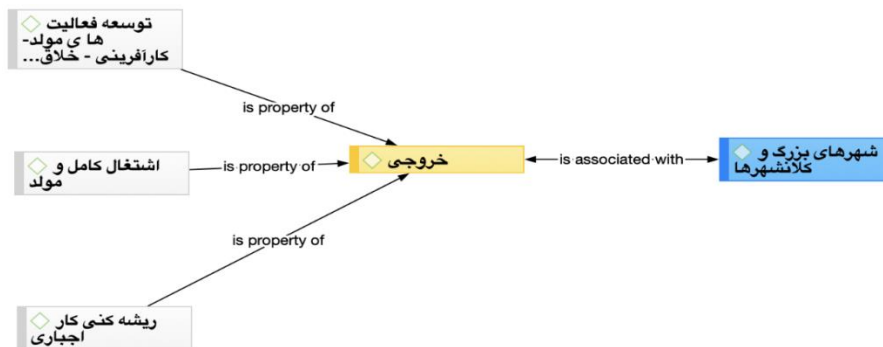 توسعه فعالیت
ها ی مولد-
کارآفرینی - خلاق...
is property of
اشتغال کامل و
مولد
is property of
خروجی
is associated with
شهرهای بزرگ و
کلانشهرها
is property of
ریشه کنی کار
اجباری